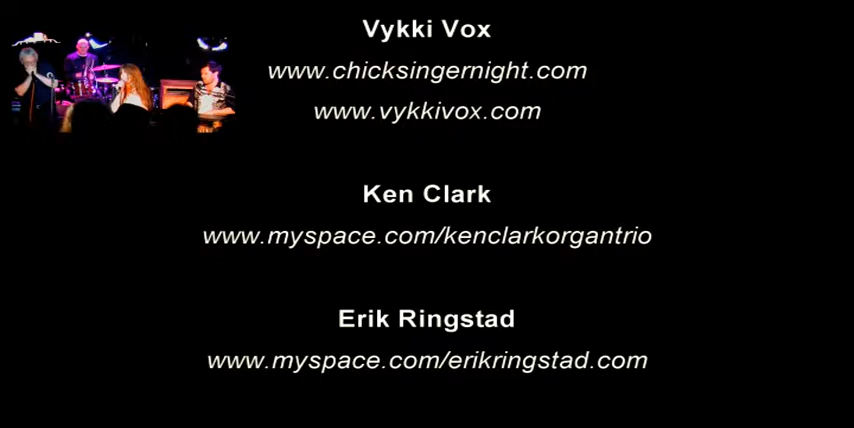 Vykki Vox
www.chicksingernight.com
www.vykkivox.com
Ken Clark
www.myspace.com/kenclarkorgantrio
Erik Ringstad
www.myspace.com/erikringstad.com